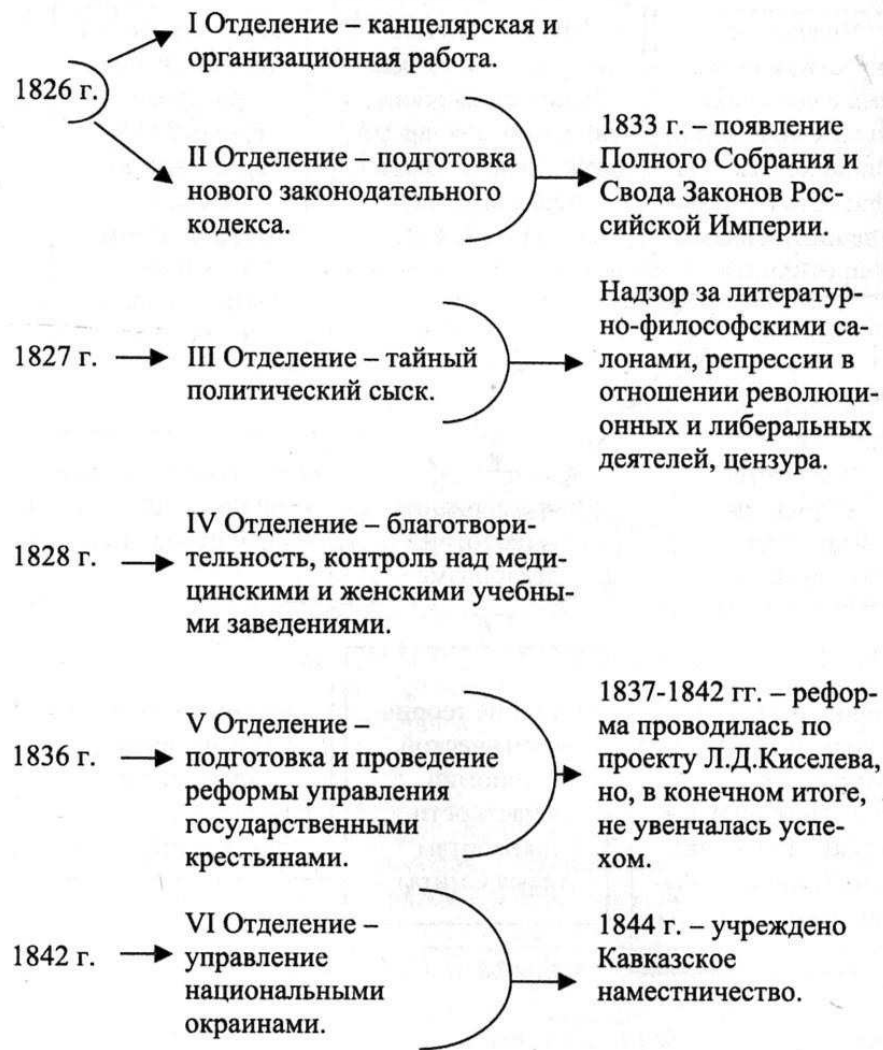 I Отделение – канцелярская и
организационная работа.
1826 г.
II Отделение – подготовка
нового законодательного
кодекса.
1833 г. – появление
Полного Собрания и
Свода Законов Рос-
сийской Империи.
1827 г.
III Отделение – тайный
политический сыск.
Надзор за литератур-
но-философскими са-
лонами, репрессии в
отношении революци-
онных и либеральных
деятелей, цензура.
1828 г.
IV Отделение – благотвори-
тельность, контроль над меди-
цинскими и женскими учебны-
ми заведениями.
1836 г.
V Отделение –
подготовка и проведение
реформы управления
государственными
крестьянами.
1837-1842 гг. – рефор-
ма проводилась по
проекту Л.Д.Киселева,
но, в конечном итоге,
не увенчалась успе-
хом.
1842 г.
VI Отделение –
управление
национальными
окраинами.
1844 г. – учреждено
Кавказское
наместничество.